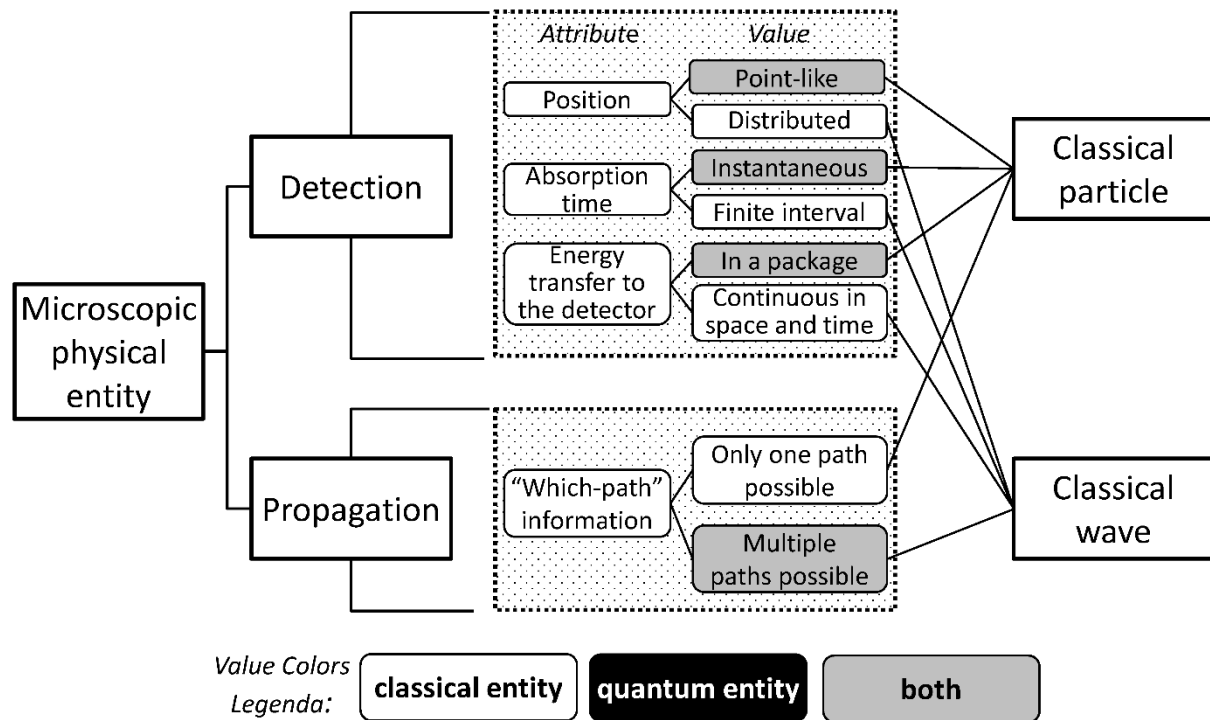 Attribute
Value
Microscopic
physical
entity
Detection
Position
Point-like
Distributed
Absorption
time
Instantaneous
Finite interval
Energy
transfer to
the detector
In a package
Continuous in
space and time
Propagation
“Which-path”
information
Only one path
possible
Multiple
paths possible
Classical
particle
Classical
wave
Value Colors
Legenda:
classical entity
quantum entity
both